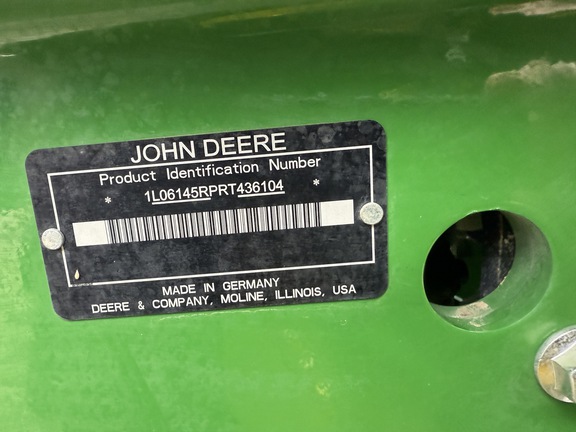 JOHN DEERE
Product Identification Number
* 1L06145RPRT436104 *
MADE IN GERMANY
DEERE & COMPANY, MOLINE, ILLINOIS, USA